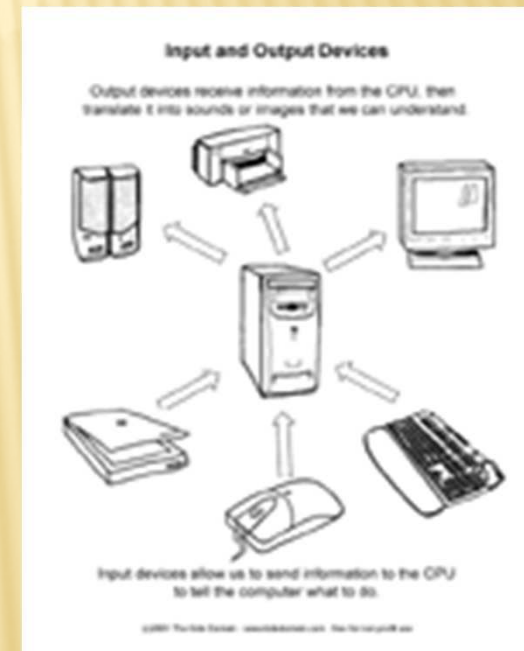 Input and Output Devices
Output devices receive information from the CPU, then
translate it into sounds or images that we can understand.
Input devices allow us to send information to the CPU
to tell the computer what to do.